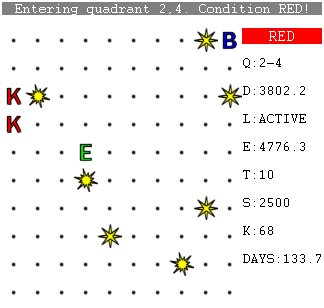 Entering quadrant 2,4. Condition RED!
B RED
Q:2-4
K D:3802.2
K L:ACTIVE
E E:4776.3
T:10
S:2500
K:68
DAYS:133.7